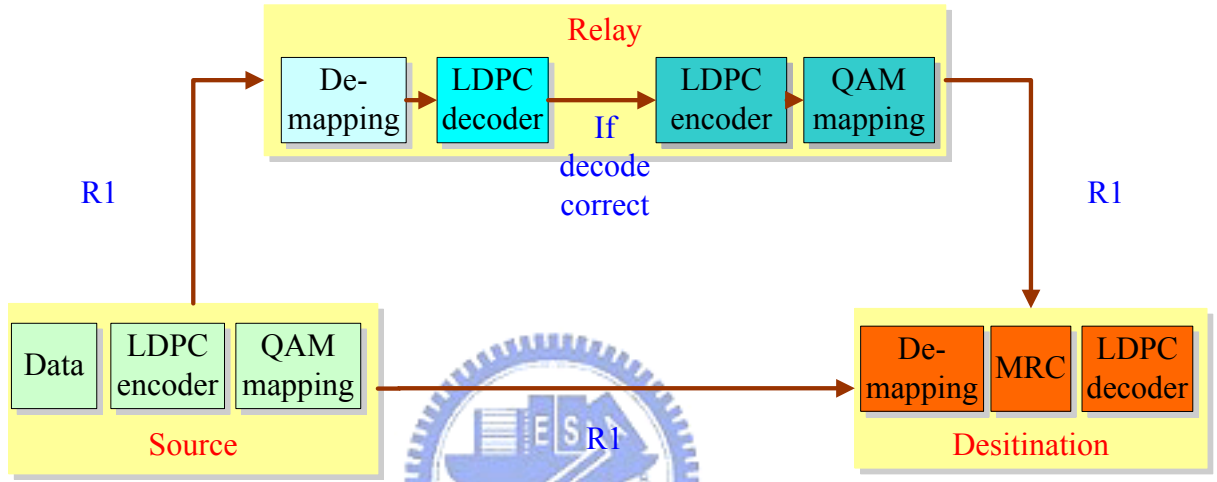 Relay
De-
mapping
LDPC
decoder
If
decode
correct
LDPC
encoder
QAM
mapping
R1
R1
Data
LDPC
encoder
QAM
mapping
Source
R1
De-
mapping
MRC
LDPC
decoder
Desitination
ES